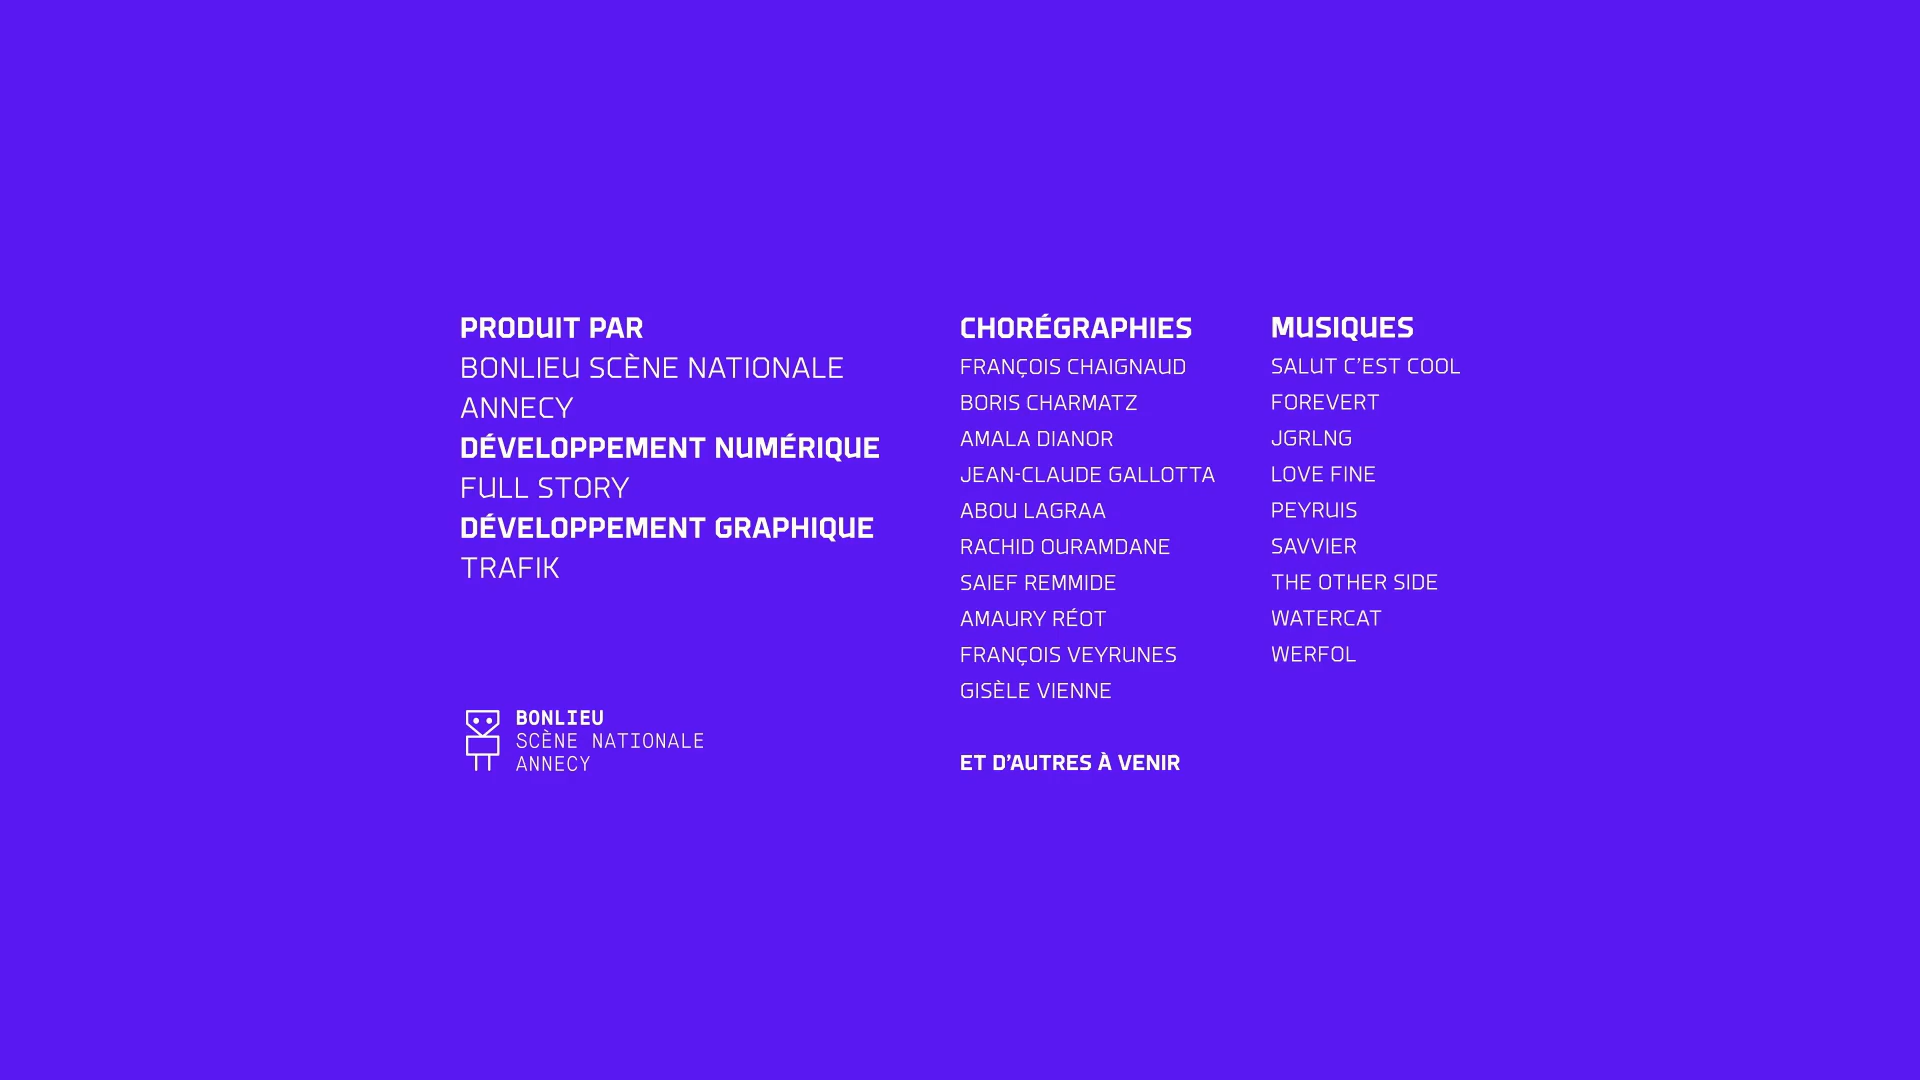 PRODUIT PAR
BONLIEU SCÈNE NATIONALE
ANNECY
DÉVELOPPEMENT NUMÉRIQUE
FULL STORY
DÉVELOPPEMENT GRAPHIQUE
TRAFIK
BONLIEU
SCÈNE NATIONALE
ANNECY
CHORÉGRAPHIES
FRANÇOIS CHAIGNAUD
BORIS CHARMATZ
AMALA DIANOR
JEAN-CLAUDE GALLOTTA
ABOU LAGRAA
RACHID OURAMDANE
SAIEF REMMIDE
AMAURY RÉOT
FRANÇOIS VEYRUNES
GISÈLE VIENNE
ET D’AUTRES À VENIR
MUSIQUES
SALUT C’EST COOL
FOREVERT
JGRLNG
LOVE FINE
PEYRUIS
SAVVIER
THE OTHER SIDE
WATERCAT
WERFOL